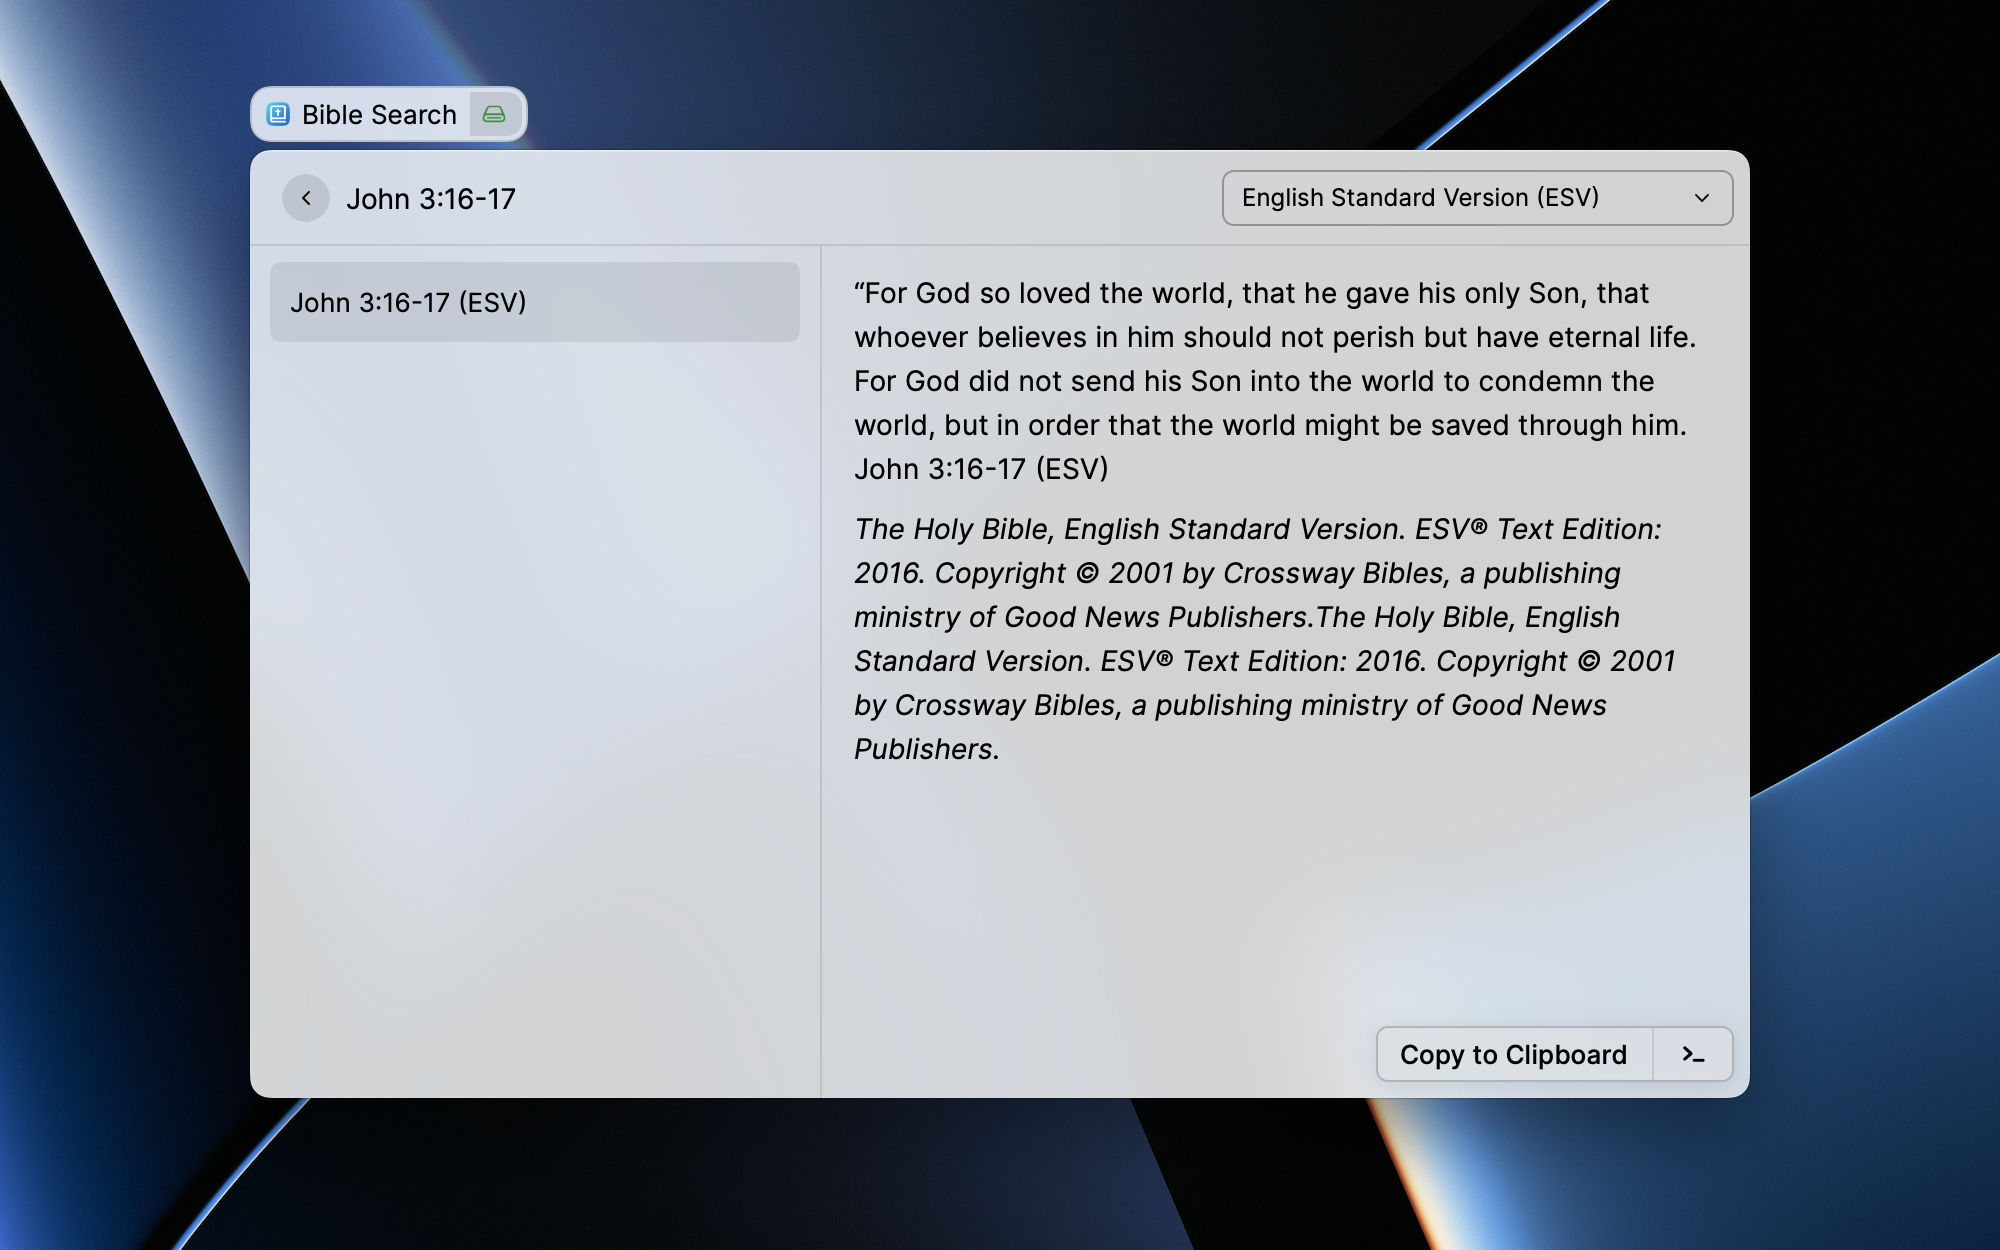 Bible Search
John 3:16-17
English Standard Version (ESV)
John 3:16-17 (ESV)
“For God so loved the world, that he gave his only Son, that
whoever believes in him should not perish but have eternal life.
For God did not send his Son into the world to condemn the
world, but in order that the world might be saved through him.
John 3:16-17 (ESV)
The Holy Bible, English Standard Version. ESV® Text Edition:
2016. Copyright © 2001 by Crossway Bibles, a publishing
ministry of Good News Publishers.The Holy Bible, English
Standard Version. ESV® Text Edition: 2016. Copyright © 2001
by Crossway Bibles, a publishing ministry of Good News
Publishers.
Copy to Clipboard